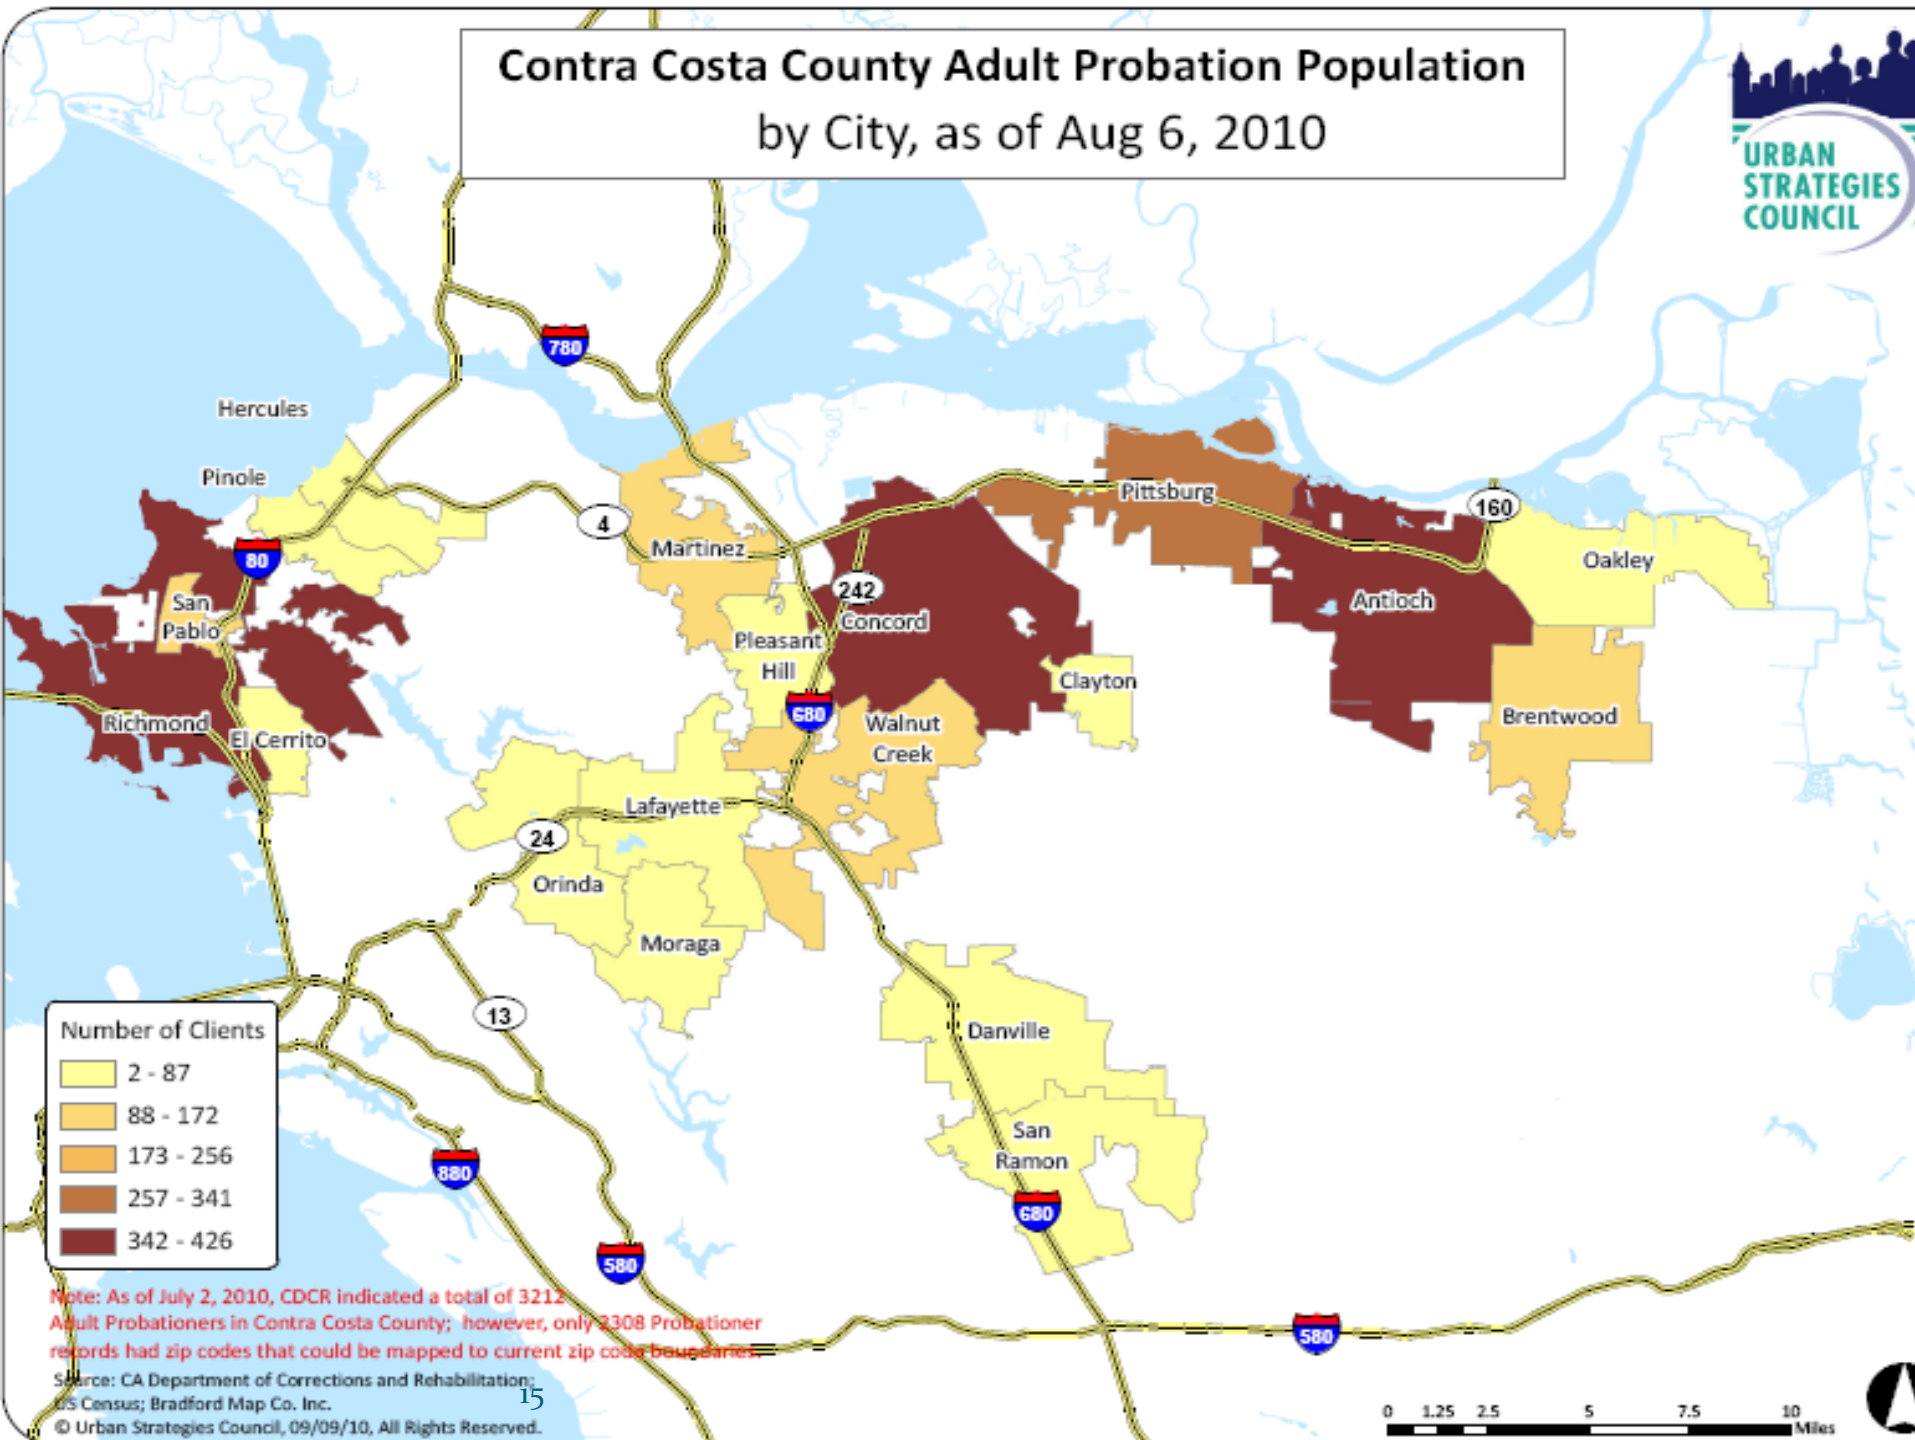 Contra Costa County Adult Probation Population
by City, as of Aug 6, 2010
URBAN
STRATEGIES
COUNCIL
780
Hercules
Pinole
4
80
Martinez
Pittsburg
160
Oakley
San
Pablo
242
Concord
Antioch
Pleasant
Hill
Clayton
680
Richmond
El Cerrito
Walnut
Creek
Brentwood
Lafayette
24
Orinda
Moraga
13
Danville
San
Ramon
680
880
580
580
Number of Clients
2 - 87
88 - 172
173 - 256
257 - 341
342 - 426
Note: As of July 2, 2010, CDCR indicated a total of 3212
Adult Probationers in Contra Costa County; however, only 2308 Probationer
records had zip codes that could be mapped to current zip code boundaries.
Source: CA Department of Corrections and Rehabilitation;
US Census; Bradford Map Co. Inc.
15
© Urban Strategies Council, 09/09/10, All Rights Reserved.
0 1.25 2.5 5 7.5 10
Miles